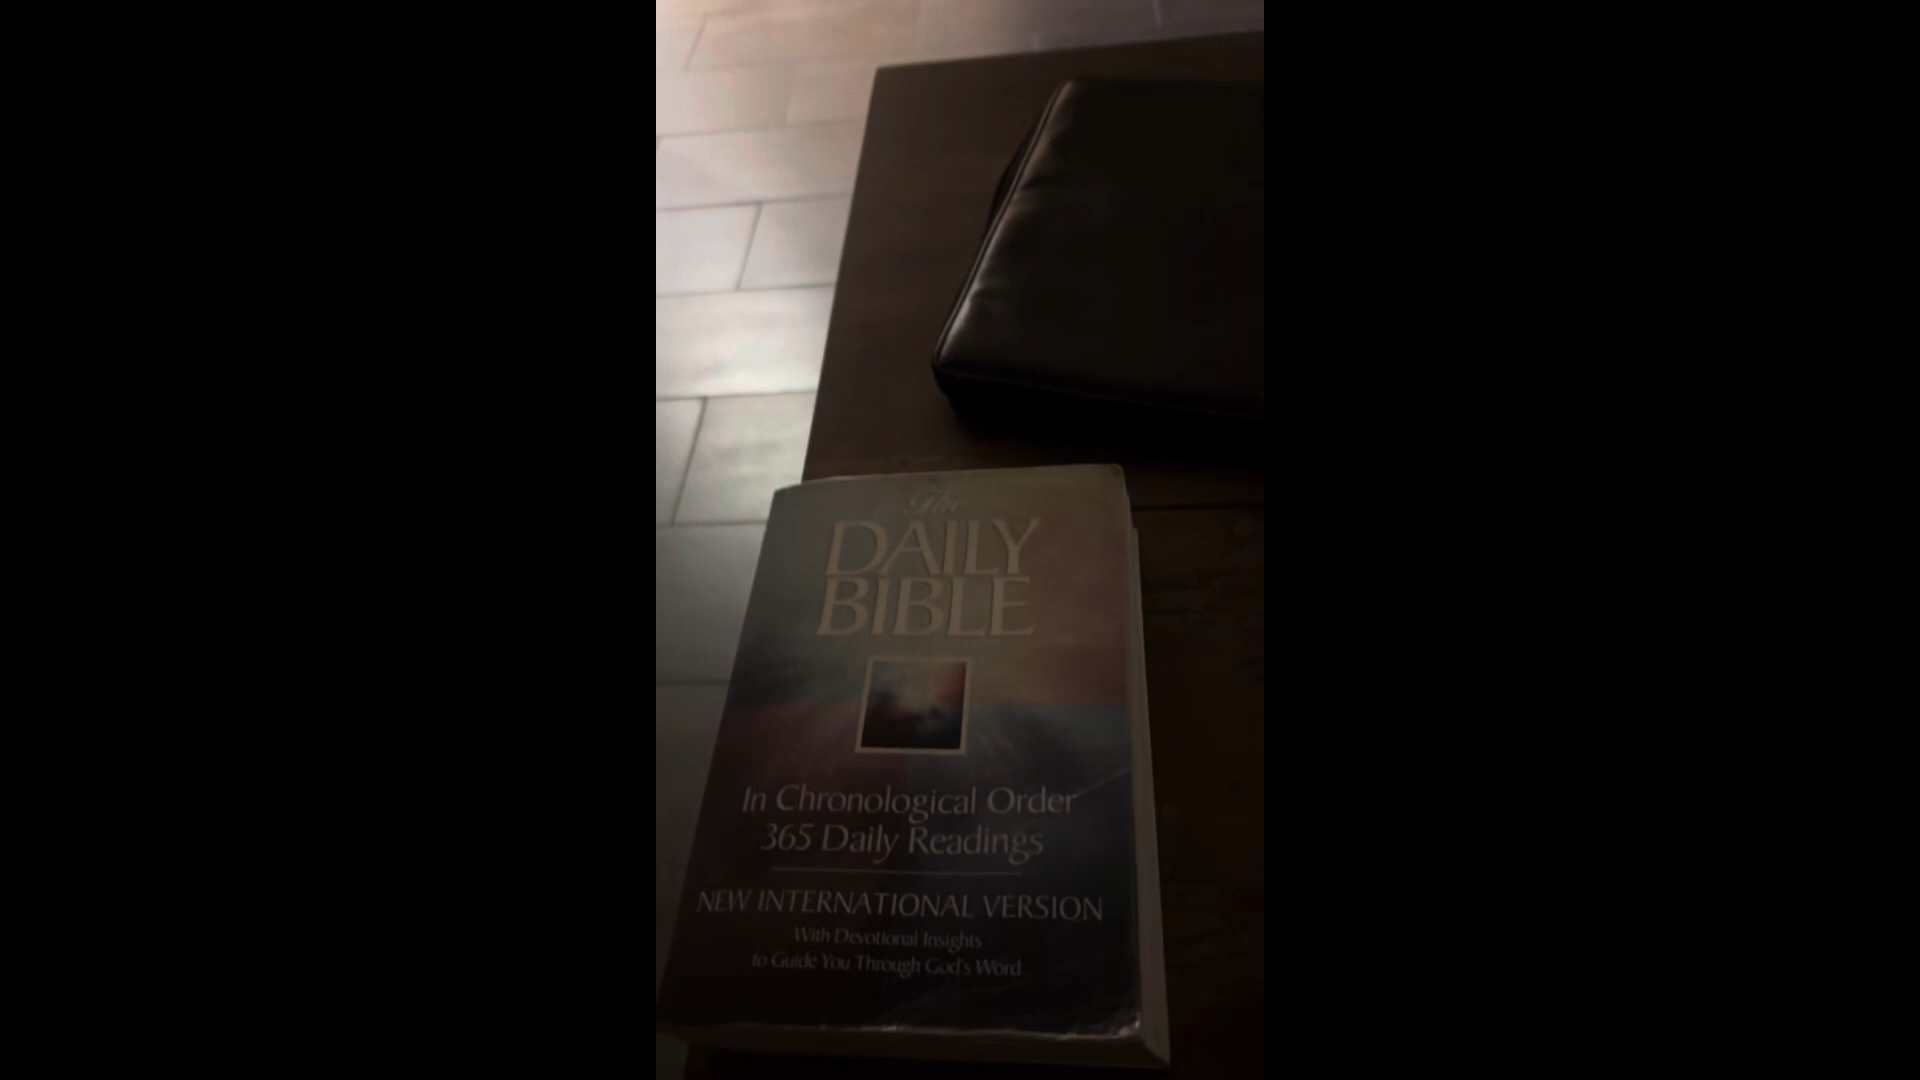 The
DAILY
BIBLE
In Chronological Order
365 Daily Readings
NEW INTERNATIONAL VERSION
With Devotional Insights
to Guide You Through God's Word